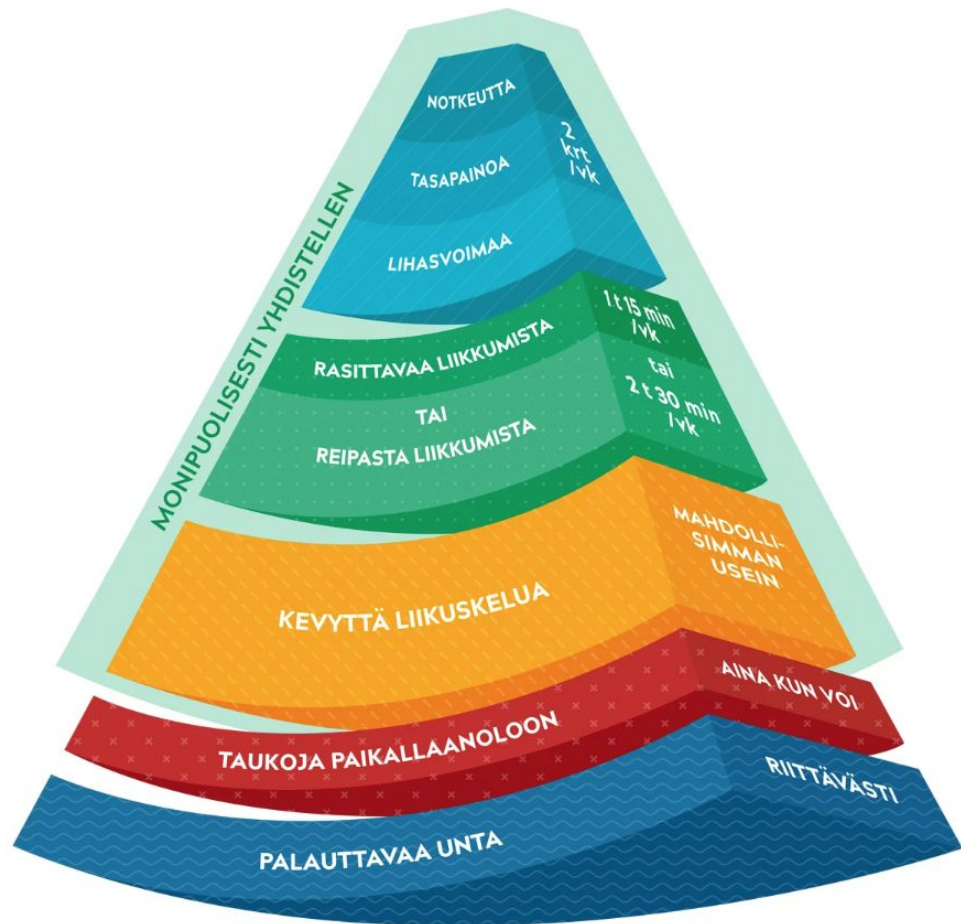 NOTKEUTTA
TASAPAINOA
LIHASVOIMAA
2
krt
/vk
MONIPUOLISESTI YHDISTELLEN
RASITTAVAA LIIKKUMISTA
1 t 15 min
/vk
TAI
REIPASTA LIIKKUMISTA
tai
2 t 30 min
/vk
KEVYTTÄ LIIKUSKELUA
MAHDOLLI-
SIMMAN
USEIN
TAUKOJA PAIKALLAANOLOON
AINA KUN VOI
PALAUTTAVAA UNTA
RIITTÄVÄSTI